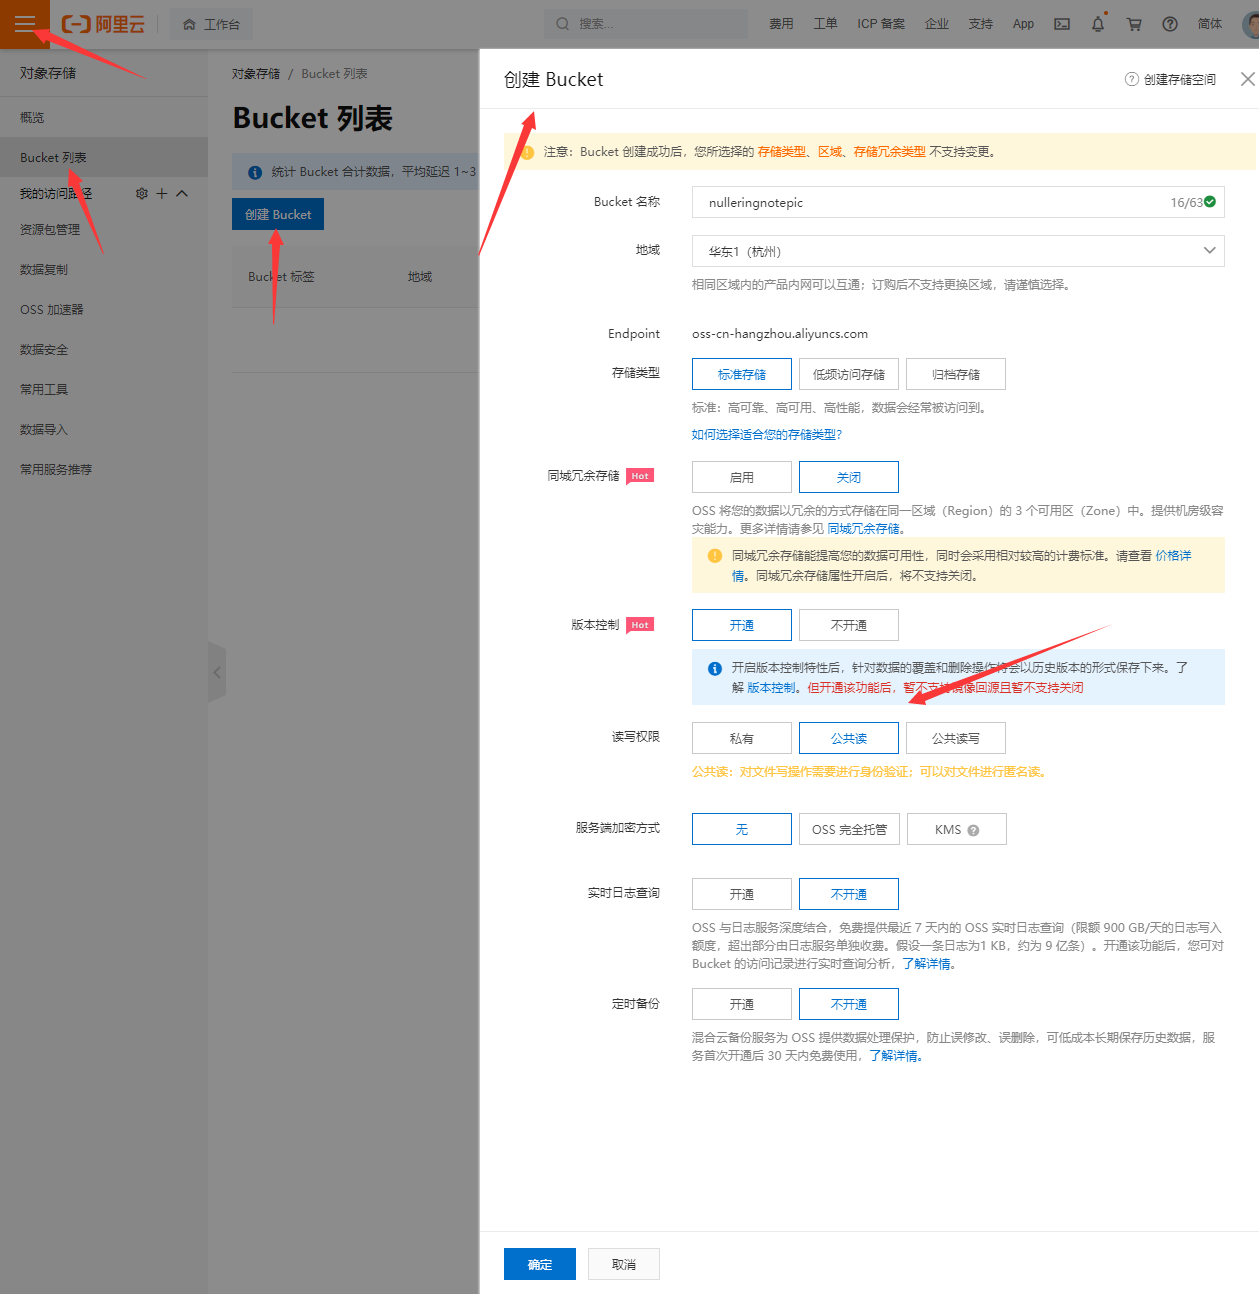 阿里云
工作台
搜索...
费用
工单
ICP 备案
企业
支持
App
简体
对象存储
概览
Bucket 列表
我的访问路径
资源包管理
数据复制
OSS 加速器
数据安全
常用工具
数据导入
常用服务推荐
对象存储 / Bucket 列表
Bucket 列表
统计 Bucket 合计数据，平均延迟 1~3
创建 Bucket
Bucket 标签
地域
创建 Bucket
创建存储空间
注意：Bucket 创建成功后，您所选择的 存储类型、区域、存储冗余类型 不支持变更。
Bucket 名称
nulleringnotepic
16/63
地域
华东1（杭州）
相同区域内的产品内网可以互通；订购后不支持更换区域，请谨慎选择。
Endpoint
oss-cn-hangzhou.aliyuncs.com
存储类型
标准存储
低频访问存储
归档存储
标准：高可靠、高可用、高性能，数据会经常被访问到。
如何选择适合您的存储类型？
同城冗余存储 Hot
启用
关闭
OSS 将您的数据以冗余的方式存储在同一区域（Region）的 3 个可用区（Zone）中。提供机房级容
灾能力。更多详情请参见 同城冗余存储。
同城冗余存储能提高您的数据可用性，同时会采用相对较高的计费标准。请查看 价格详
情。同城冗余存储属性开启后，将不支持关闭。
版本控制 Hot
开通
不开通
开启版本控制特性后，针对数据的覆盖和删除操作将会以历史版本的形式保存下来。了
解 版本控制。但开通该功能后，暂不支持镜像回源且暂不支持关闭
读写权限
私有
公共读
公共读写
公共读：对文件写操作需要进行身份验证；可以对文件进行匿名读。
服务端加密方式
无
OSS 完全托管
KMS
实时日志查询
开通
不开通
OSS 与日志服务深度结合，免费提供最近 7 天内的 OSS 实时日志查询（限额 900 GB/天的日志写入
额度，超出部分由日志服务单独收费。假设一条日志为1 KB，约为 9 亿条）。开通该功能后，您可对
Bucket 的访问记录进行实时查询分析，了解详情。
定时备份
开通
不开通
混合云备份服务为 OSS 提供数据处理保护，防止误修改、误删除，可低成本长期保存历史数据，服
务首次开通后 30 天内免费使用，了解详情。
确定
取消